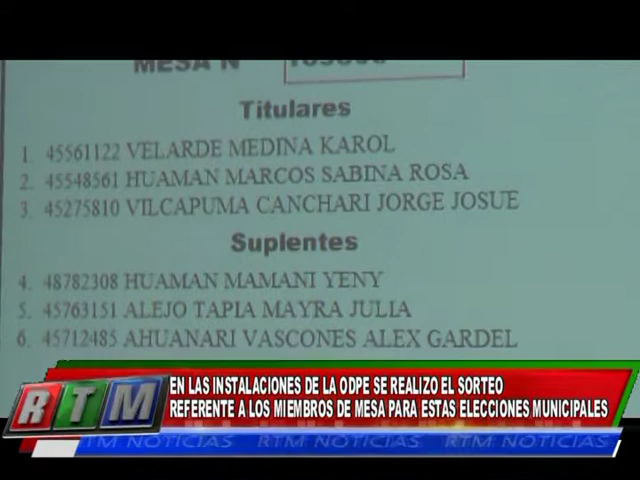 MESA N°
Titulares
1. 45561122 VELARDE MEDINA KAROL
2. 45548561 HUAMAN MARCOS SABINA ROSA
3. 45275810 VILCAPUMA CANCHARI JORGE JOSUE
Suplentes
4. 48782308 HUAMAN MAMANI YENY
5. 45763151 ALEJO TAPIA MAYRA JULIA
6. 45712485 AHUANARI VASCONES ALEX GARDEL
EN LAS INSTALACIONES DE LA ODPE SE REALIZO EL SORTEO
REFERENTE A LOS MIEMBROS DE MESA PARA ESTAS ELECCIONES MUNICIPALES
RTM
TM NOTICIAS RTM NOTICIAS RTM NOTICIAS